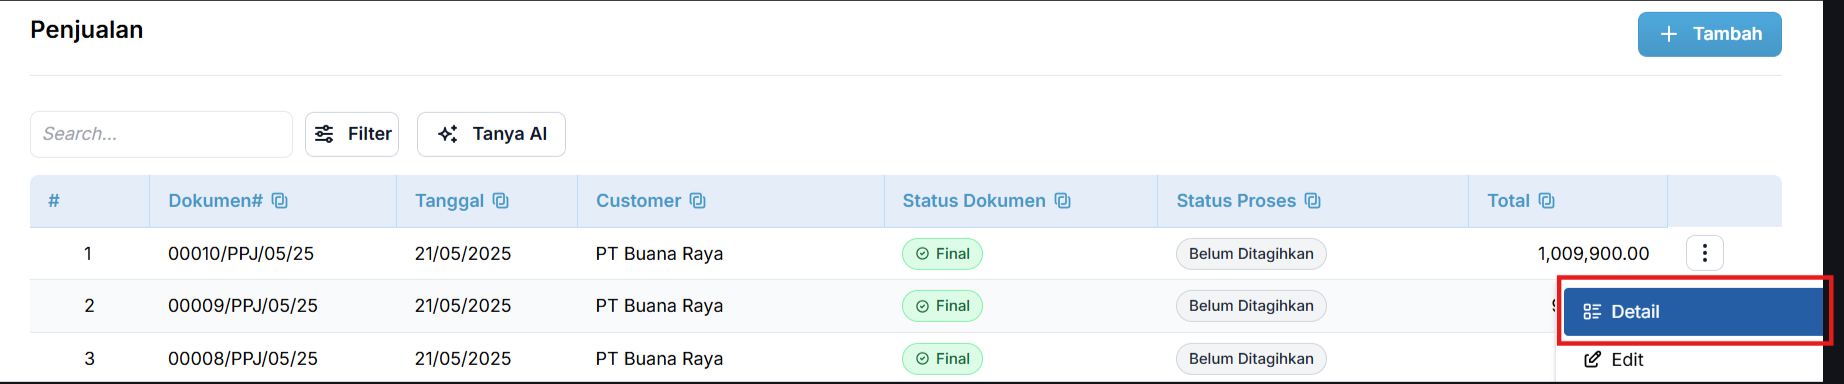 Penjualan
+ Tambah
Search...
Filter
Tanya AI
# Dokumen# Tanggal Customer Status Dokumen Status Proses Total
1 00010/PPJ/05/25 21/05/2025 PT Buana Raya Final Belum Ditagihkan 1,009,900.00
2 00009/PPJ/05/25 21/05/2025 PT Buana Raya Final Belum Ditagihkan
Detail
3 00008/PPJ/05/25 21/05/2025 PT Buana Raya Final Belum Ditagihkan
Edit